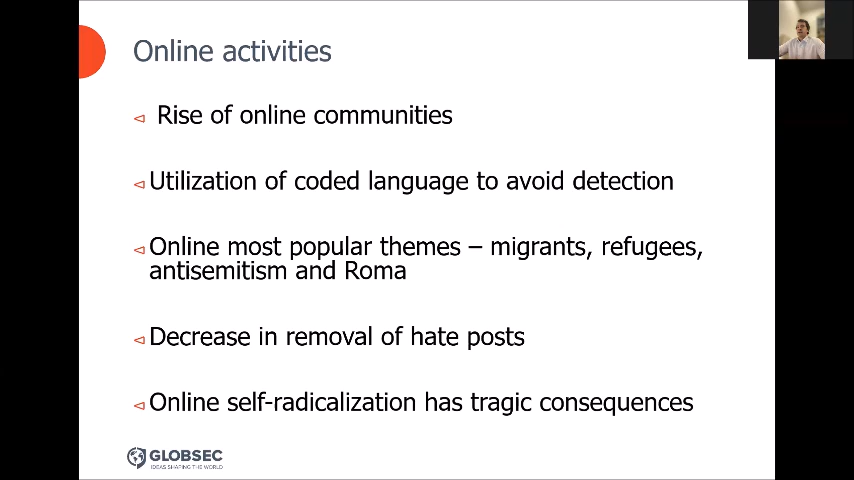 Online activities
Rise of online communities
Utilization of coded language to avoid detection
Online most popular themes – migrants, refugees,
antisemitism and Roma
Decrease in removal of hate posts
Online self-radicalization has tragic consequences
GLOBSEC
IDEAS SHAPING THE WORLD